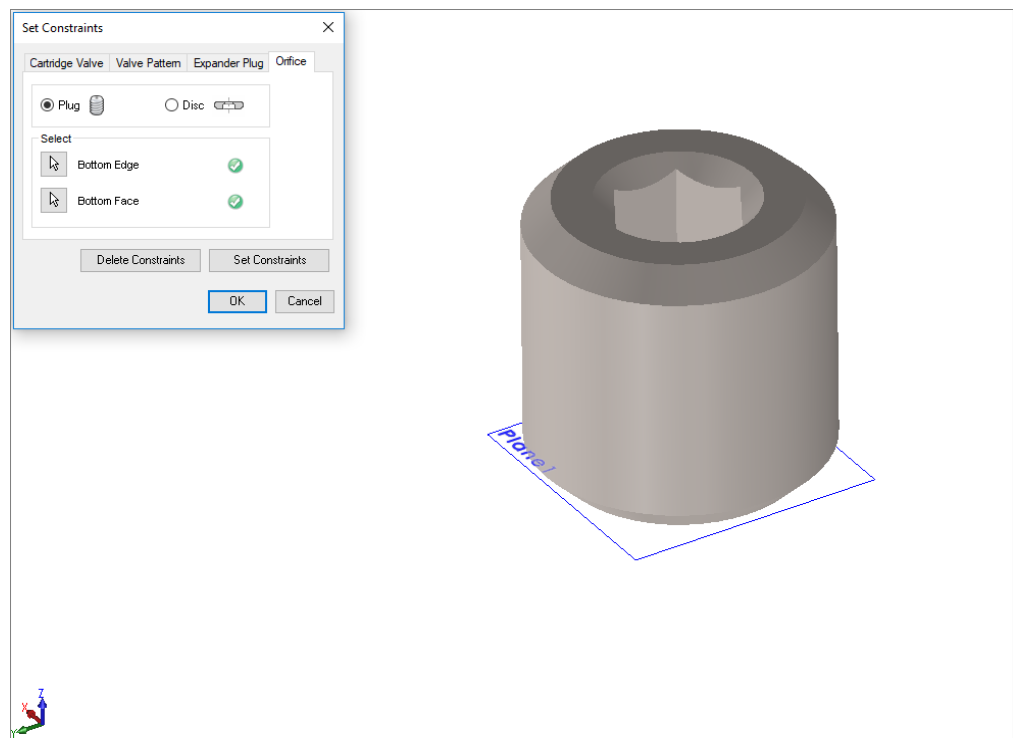 Set Constraints
Cartridge Valve Valve Pattern Expander Plug Orifice
Plug Disc
Select
Bottom Edge
Bottom Face
Delete Constraints Set Constraints
OK Cancel
Plane1
Z
X
Y